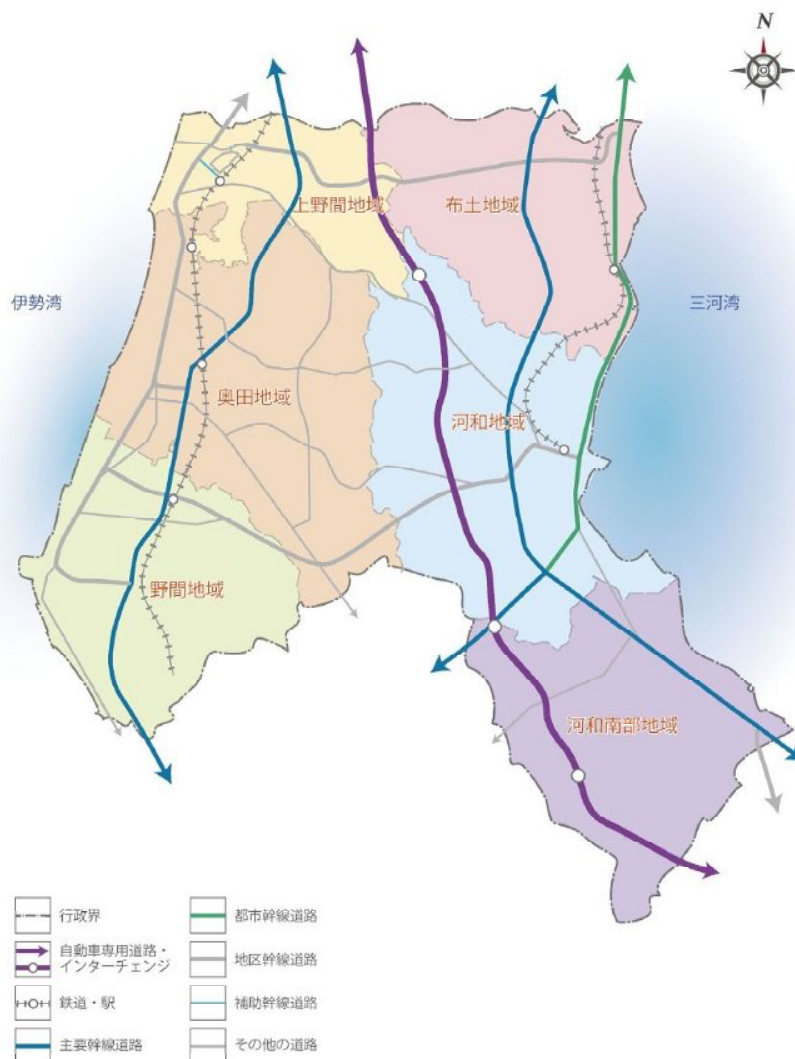 N
上野間地域
布土地域
伊勢湾
三河湾
奥田地域
河和地域
野間地域
河和南部地域
行政界
自動車専用道路・
インターチェンジ
鉄道・駅
主要幹線道路
都市幹線道路
地区幹線道路
補助幹線道路
その他の道路